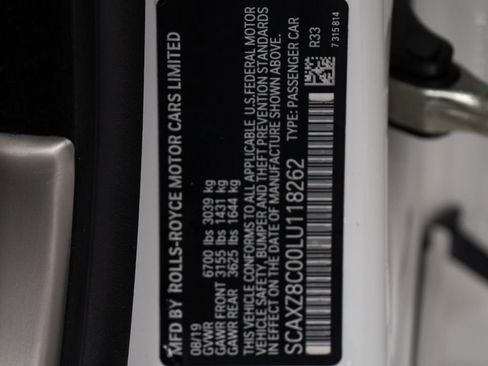 MFD BY ROLLS-ROYCE MOTOR CARS LIMITED
08/19
GVWR 6700 lbs 3039 kg
GAWR FRONT 3155 lbs 1431 kg
GAWR REAR 3625 lbs 1644 kg
THIS VEHICLE CONFORMS TO ALL APPLICABLE U.S.FEDERAL MOTOR
VEHICLE SAFETY, BUMPER AND THEFT PREVENTION STANDARDS
IN EFFECT ON THE DATE OF MANUFACTURE SHOWN ABOVE.
SCAXZ8C00LU118262 TYPE: PASSENGER CAR
R33
7315814